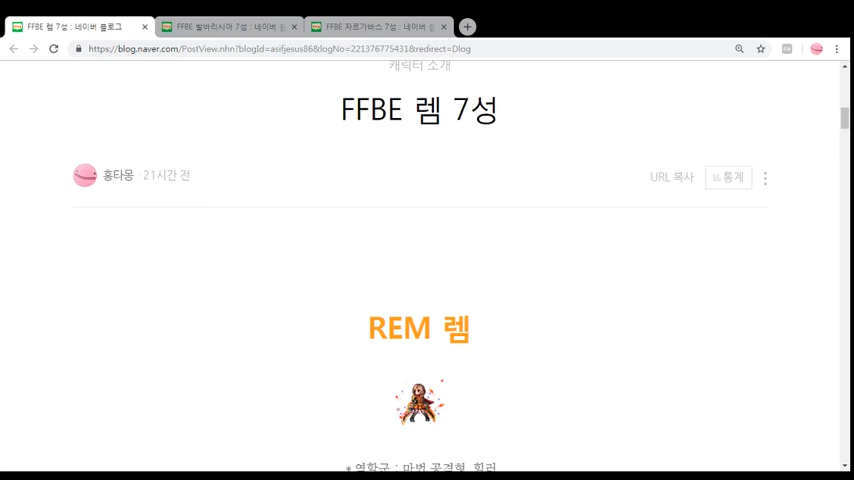 FFBE 렘 7성 : 네이버 블로그
FFBE 발바리시아 7성 : 네이버 블
FFBE 자르가바스 7성 : 네이버 블
https://blog.naver.com/PostView.nhn?blogId=asifjesus86&logNo=221376775431&redirect=Dlog
캐릭터 소개
FFBE 렘 7성
홍타몽 · 21시간 전
URL 복사
통계
REM 렘
* 역할군 : 마법 공격형, 힐러